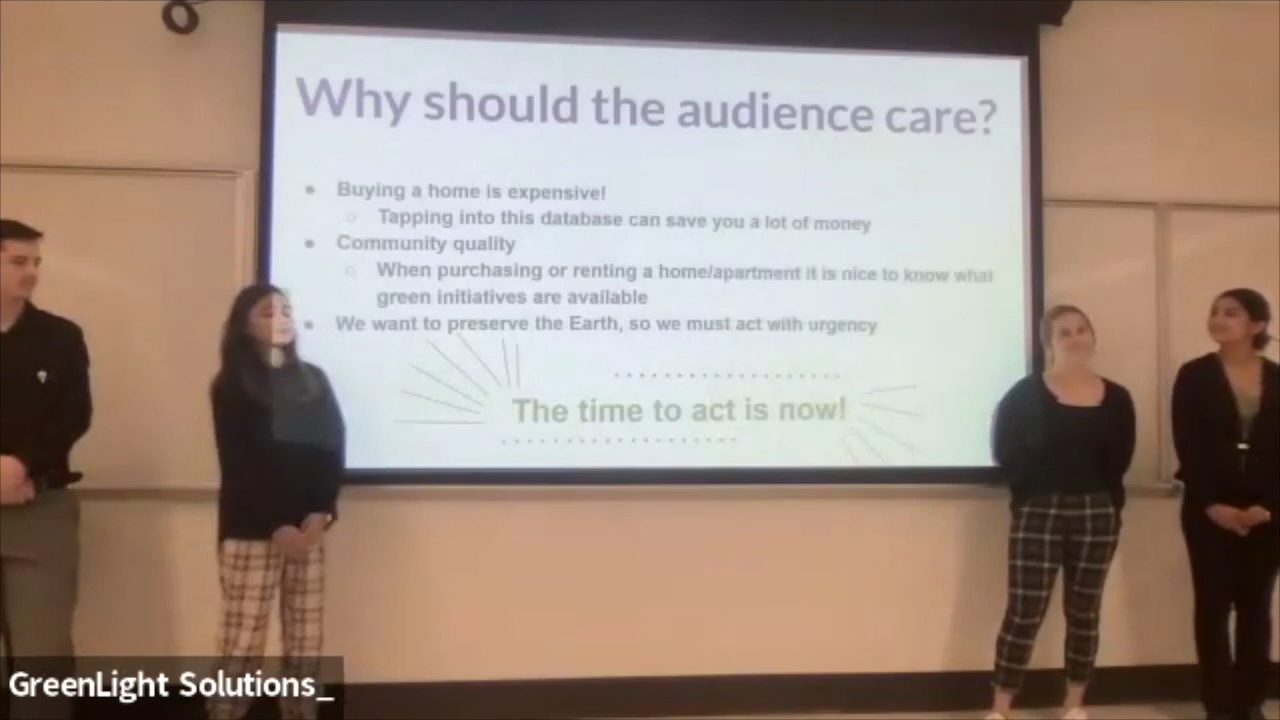 Why should the audience care?
● Buying a home is expensive!
○ Tapping into this database can save you a lot of money
● Community quality
○ When purchasing or renting a home/apartment it is nice to know what
green initiatives are available
● We want to preserve the Earth, so we must act with urgency
The time to act is now!
GreenLight Solutions_